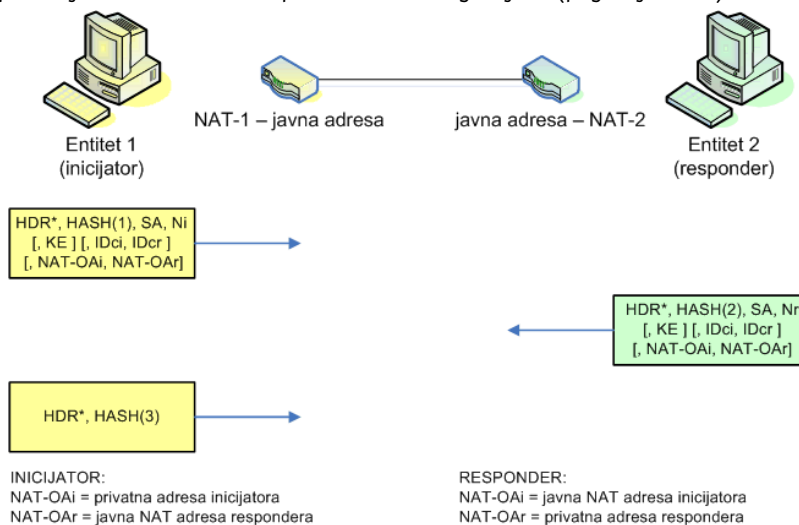 NAT-1 – javna adresa
javna adresa – NAT-2
Entitet 1
(inicijator)
Entitet 2
(responder)
HDR*, HASH(1), SA, Ni
[, KE ] [, IDci, IDcr ]
[, NAT-OAi, NAT-OAr]
HDR*, HASH(2), SA, Nr
[, KE ] [, IDci, IDcr ]
[, NAT-OAi, NAT-OAr]
HDR*, HASH(3)
INICIJATOR:
NAT-OAi = privatna adresa inicijatora
NAT-OAr = javna NAT adresa respondera
RESPONDER:
NAT-OAi = javna NAT adresa inicijatora
NAT-OAr = privatna adresa respondera